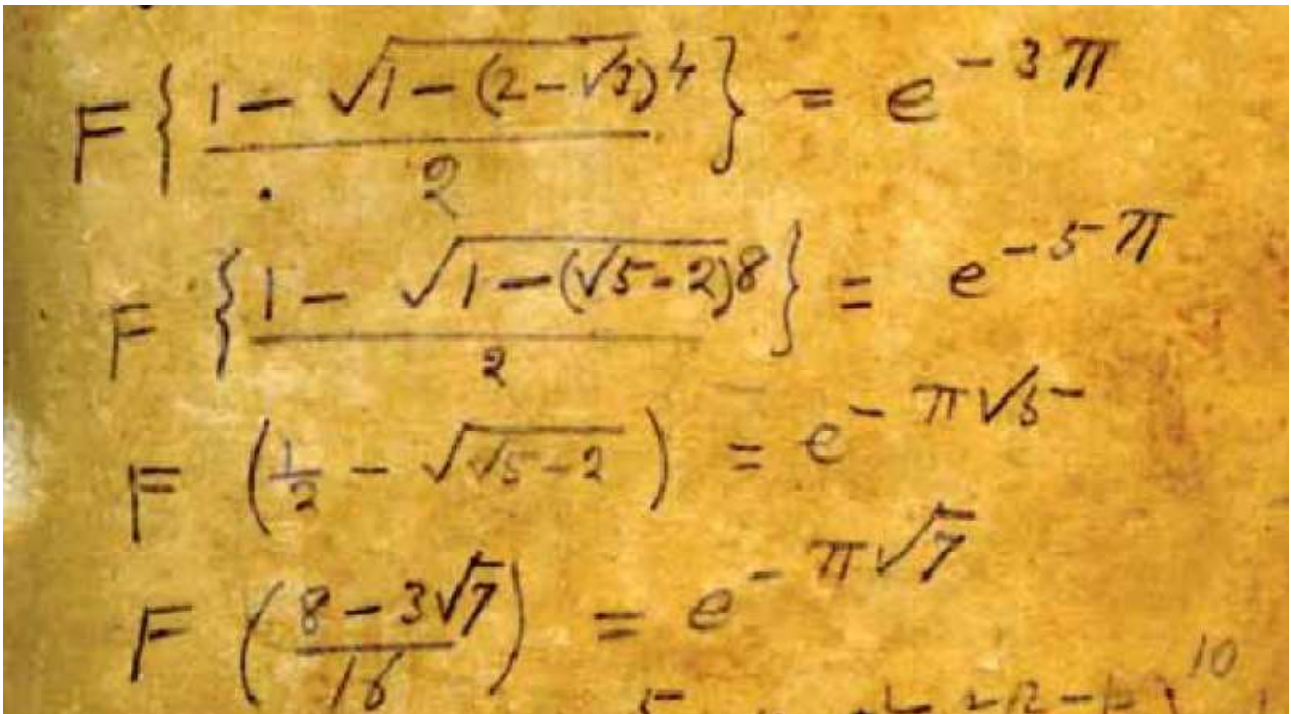 F{(1 − √(1 − (2−√3)⁴))/2} = e^(−3π)
F{(1 − √(1 − (√5−2)⁸))/2} = e^(−5π)
F(1/2 − √(√5−2)) = e^(−π√5)
F((8−3√7)/16) = e^(−π√7)
10